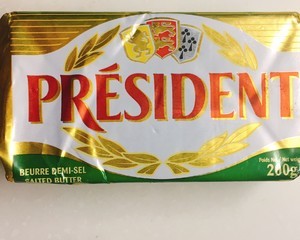 PRÉSIDENT
BEURRE DEMI-SEL
SALTED BUTTER
Poids Net / Net weight
200g